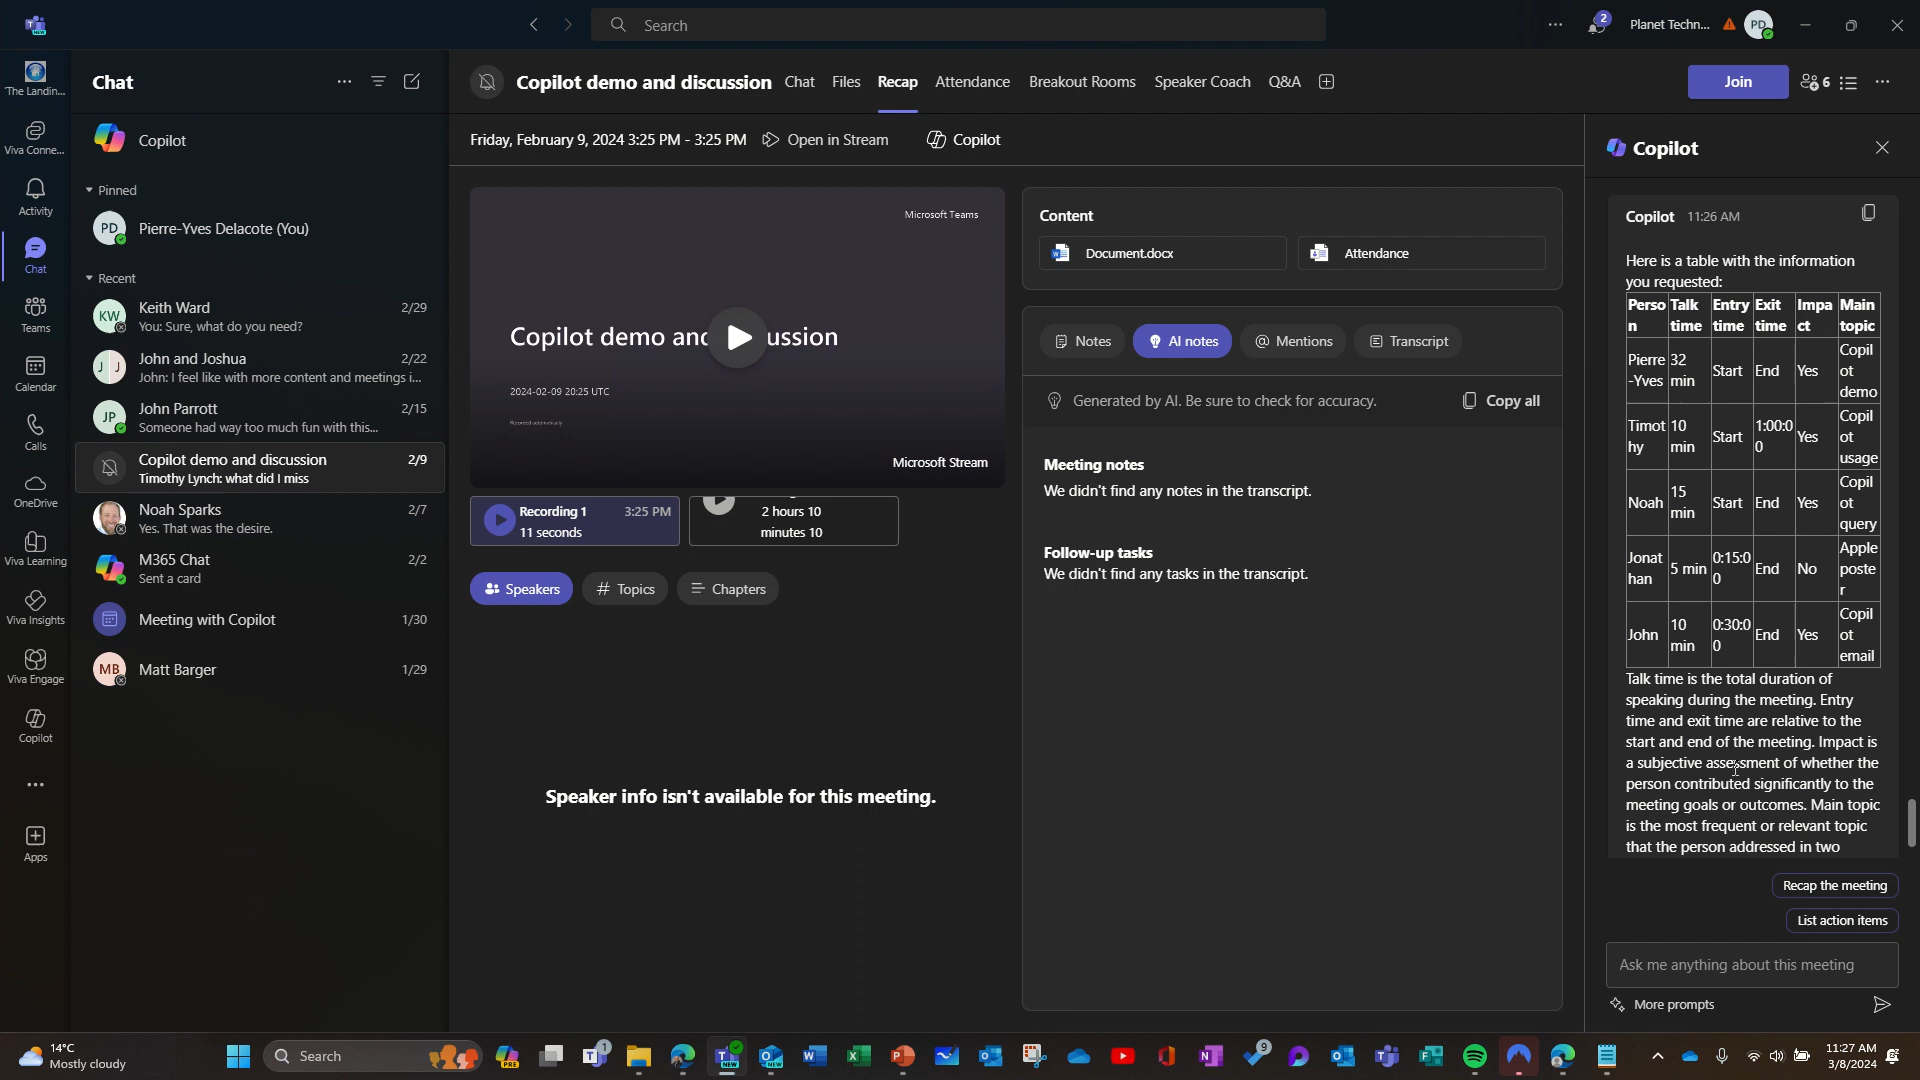 Search
2
Planet Techn...
PD
'The Landin...
Viva Conne...
Activity
Chat
Teams
Calendar
Calls
OneDrive
Viva Learning
Viva Insights
Viva Engage
Copilot
Apps
Chat
Copilot
Pinned
PD
Pierre-Yves Delacote (You)
Recent
KW
Keith Ward
2/29
You: Sure, what do you need?
J J
John and Joshua
2/22
John: I feel like with more content and meetings i...
JP
John Parrott
2/15
Someone had way too much fun with this...
Copilot demo and discussion
2/9
Timothy Lynch: what did I miss
Noah Sparks
2/7
Yes. That was the desire.
M365 Chat
2/2
Sent a card
Meeting with Copilot
1/30
MB
Matt Barger
1/29
Copilot demo and discussion
Chat
Files
Recap
Attendance
Breakout Rooms
Speaker Coach
Q&A
Join
6
Friday, February 9, 2024 3:25 PM - 3:25 PM
Open in Stream
Copilot
Microsoft Teams
Copilot demo and ussion
2024-02-09 20:25 UTC
Recorded automatically
Microsoft Stream
Recording 1
3:25 PM
11 seconds
2 hours 10
minutes 10
Speakers
# Topics
Chapters
Speaker info isn't available for this meeting.
Content
Document.docx
Attendance
Notes
AI notes
@ Mentions
Transcript
Generated by AI. Be sure to check for accuracy.
Copy all
Meeting notes
We didn't find any notes in the transcript.
Follow-up tasks
We didn't find any tasks in the transcript.
Copilot
Copilot 11:26 AM
Here is a table with the information
you requested:
Perso Talk Entry Exit Impa Main
n time time time ct topic
Pierre 32 Start End Yes Copil
-Yves min ot
demo
Timot 10 Start 1:00:0 Yes Copil
hy min 0 ot
usage
Noah 15 Start End Yes Copil
min ot
query
Jonat 5 min 0:15:0 End No Apple
han 0 poste
r
John 10 0:30:0 End Yes Copil
min 0 ot
email
Talk time is the total duration of
speaking during the meeting. Entry
time and exit time are relative to the
start and end of the meeting. Impact is
a subjective assessment of whether the
person contributed significantly to the
meeting goals or outcomes. Main topic
is the most frequent or relevant topic
that the person addressed in two
Recap the meeting
List action items
Ask me anything about this meeting
More prompts
14°C
Mostly cloudy
Search
PRE
1
NEW
NEW
9
11:27 AM
3/8/2024